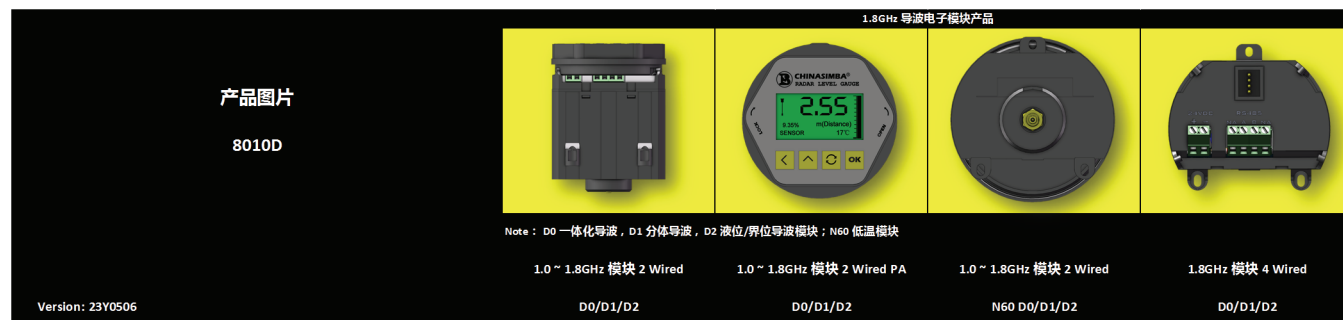 1.8GHz 导波电子模块产品
产品图片
8010D
CHINASIMBA®
RADAR LEVEL GAUGE
2.55
9.35%
m(Distance)
SENSOR
17℃
OPEN
OK
Note： D0 一体化导波，D1 分体导波，D2 液位/界位导波模块；N60 低温模块
1.0 ~ 1.8GHz 模块 2 Wired
1.0 ~ 1.8GHz 模块 2 Wired PA
1.0 ~ 1.8GHz 模块 2 Wired
1.8GHz 模块 4 Wired
Version: 23Y0506
D0/D1/D2
D0/D1/D2
N60 D0/D1/D2
D0/D1/D2